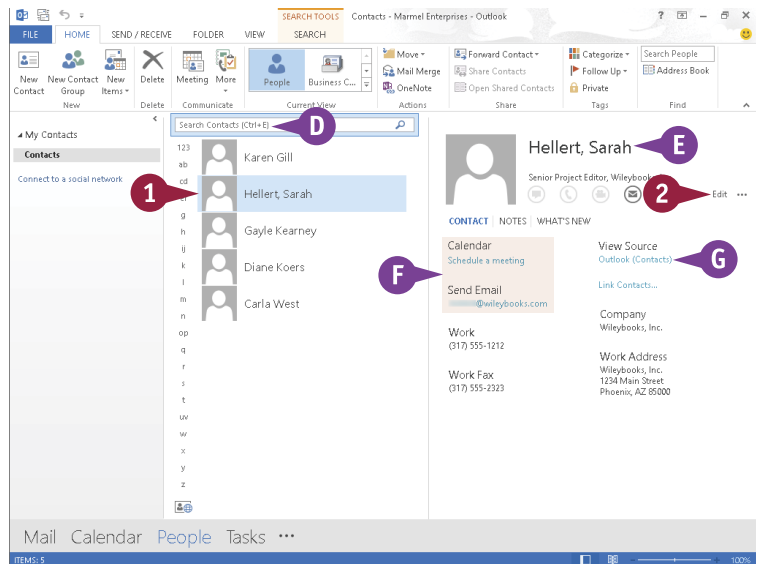 SEARCH TOOLS
Contacts - Marmel Enterprises - Outlook
?
FILE HOME SEND / RECEIVE FOLDER VIEW SEARCH
New Contact
New Contact Group
New Items
New
Delete
Delete
Meeting
More
Communicate
People
Business C...
Current View
Move
Mail Merge
OneNote
Actions
Forward Contact
Share Contacts
Open Shared Contacts
Share
Categorize
Follow Up
Private
Tags
Search People
Address Book
Find
My Contacts
Contacts
Connect to a social network
Search Contacts (Ctrl+E)
D
123
ab
cd
g
h
ij
k
l
m
n
op
q
r
s
t
uv
w
x
y
z
Karen Gill
1
Hellert, Sarah
Gayle Kearney
Diane Koers
Carla West
Hellert, Sarah
E
Senior Project Editor, Wileybooks
2
Edit
CONTACT NOTES WHAT'S NEW
Calendar
Schedule a meeting
F
Send Email
@wileybooks.com
Work
(317) 555-1212
Work Fax
(317) 555-2323
View Source
Outlook (Contacts)
G
Link Contacts...
Company
Wileybooks, Inc.
Work Address
Wileybooks, Inc.
1234 Main Street
Phoenix, AZ 85000
Mail Calendar People Tasks •••
ITEMS: 5
100%